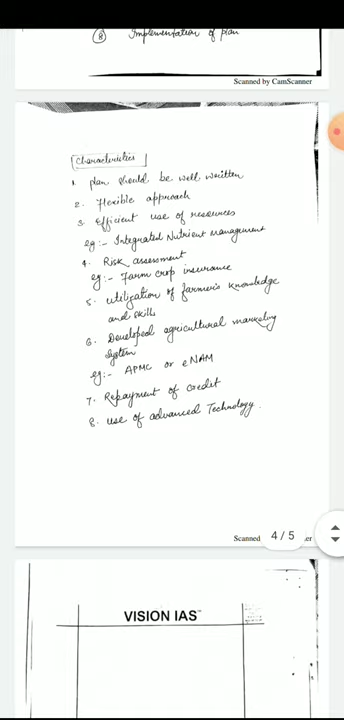 8 Implementation of plan
Scanned by CamScanner
Characteristics
1. plan should be well written
2. Flexible approach
3. Efficient use of resources
eg:- Integrated Nutrient management
4. Risk assessment
eg:- Farm crop insurance
5. Utilization of farmer's knowledge
and skills
6. Developed agricultural marketing
system
eg:- APMC or eNAM
7. Repayment of credit
8. use of advanced Technology.
Scanned
4 / 5
er
VISION IAS